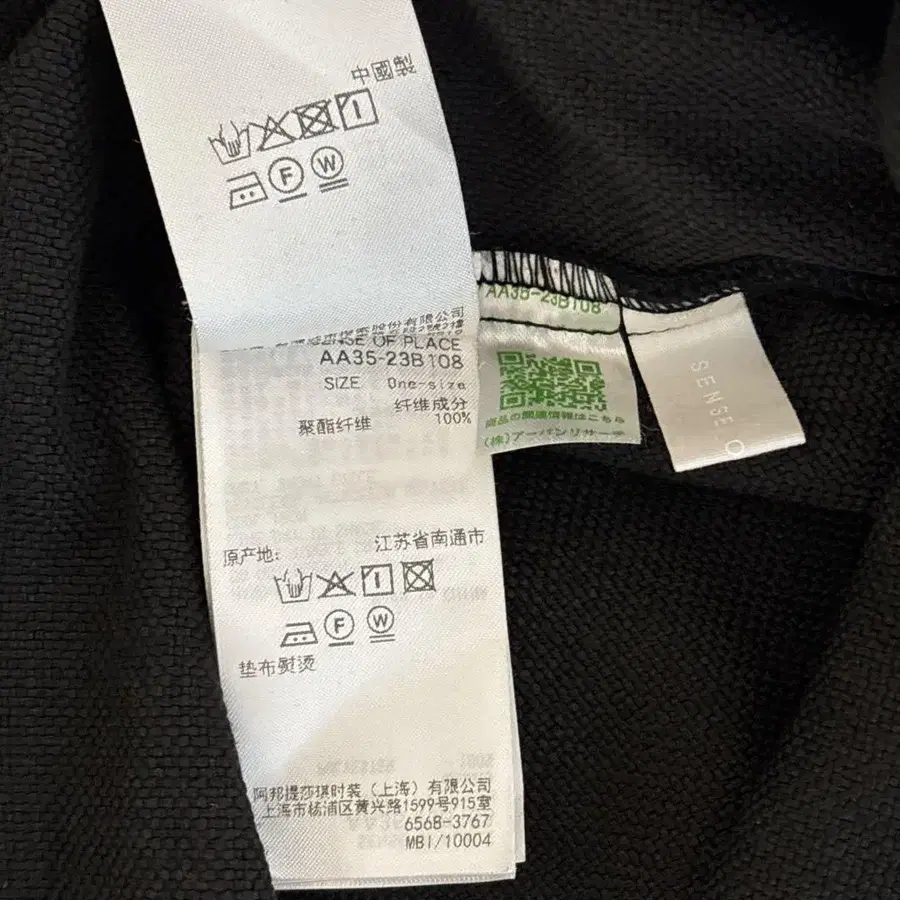 中國製
F W
SENSE OF PLACE
AA35-23B108
SIZE One-size
纤维成分
聚酯纤维 100%
原产地: 江苏省南通市
F W
垫布熨烫
阿邦提莎琪时装（上海）有限公司
上海市杨浦区黄兴路1599号915室
6568-3767
MBI/10004
AA35-23B108
商品の関連情報はこちら
(株)アーバンリサーチ
SENSE O